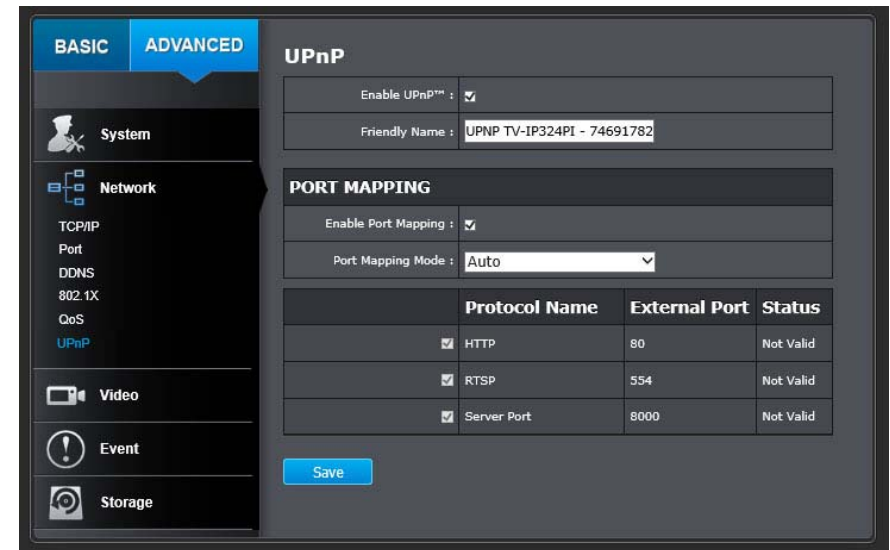 BASIC ADVANCED
System
Network
TCP/IP
Port
DDNS
802.1X
QoS
UPnP
Video
Event
Storage
UPnP
Enable UPnP™ :
Friendly Name : UPNP TV-IP324PI - 74691782
PORT MAPPING
Enable Port Mapping :
Port Mapping Mode : Auto
Protocol Name External Port Status
HTTP 80 Not Valid
RTSP 554 Not Valid
Server Port 8000 Not Valid
Save